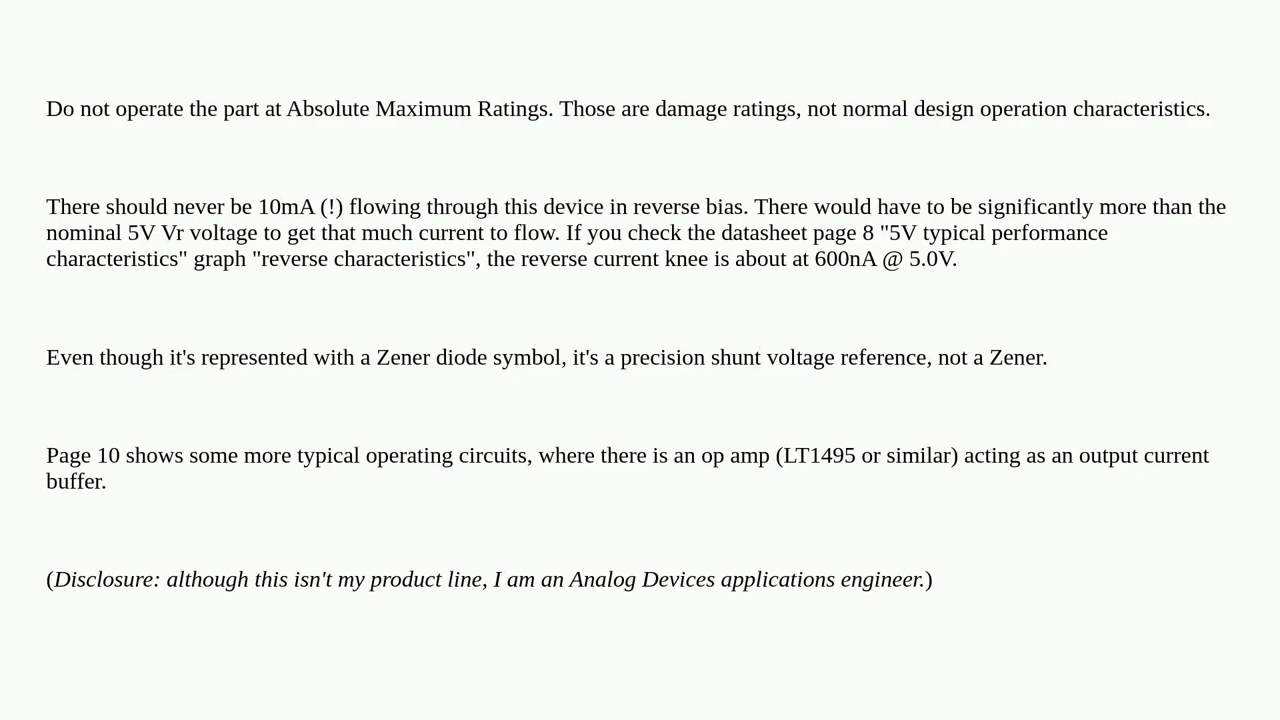 Do not operate the part at Absolute Maximum Ratings. Those are damage ratings, not normal design operation characteristics.
There should never be 10mA (!) flowing through this device in reverse bias. There would have to be significantly more than the
nominal 5V Vr voltage to get that much current to flow. If you check the datasheet page 8 "5V typical performance
characteristics" graph "reverse characteristics", the reverse current knee is about at 600nA @ 5.0V.
Even though it's represented with a Zener diode symbol, it's a precision shunt voltage reference, not a Zener.
Page 10 shows some more typical operating circuits, where there is an op amp (LT1495 or similar) acting as an output current
buffer.
(Disclosure: although this isn't my product line, I am an Analog Devices applications engineer.)